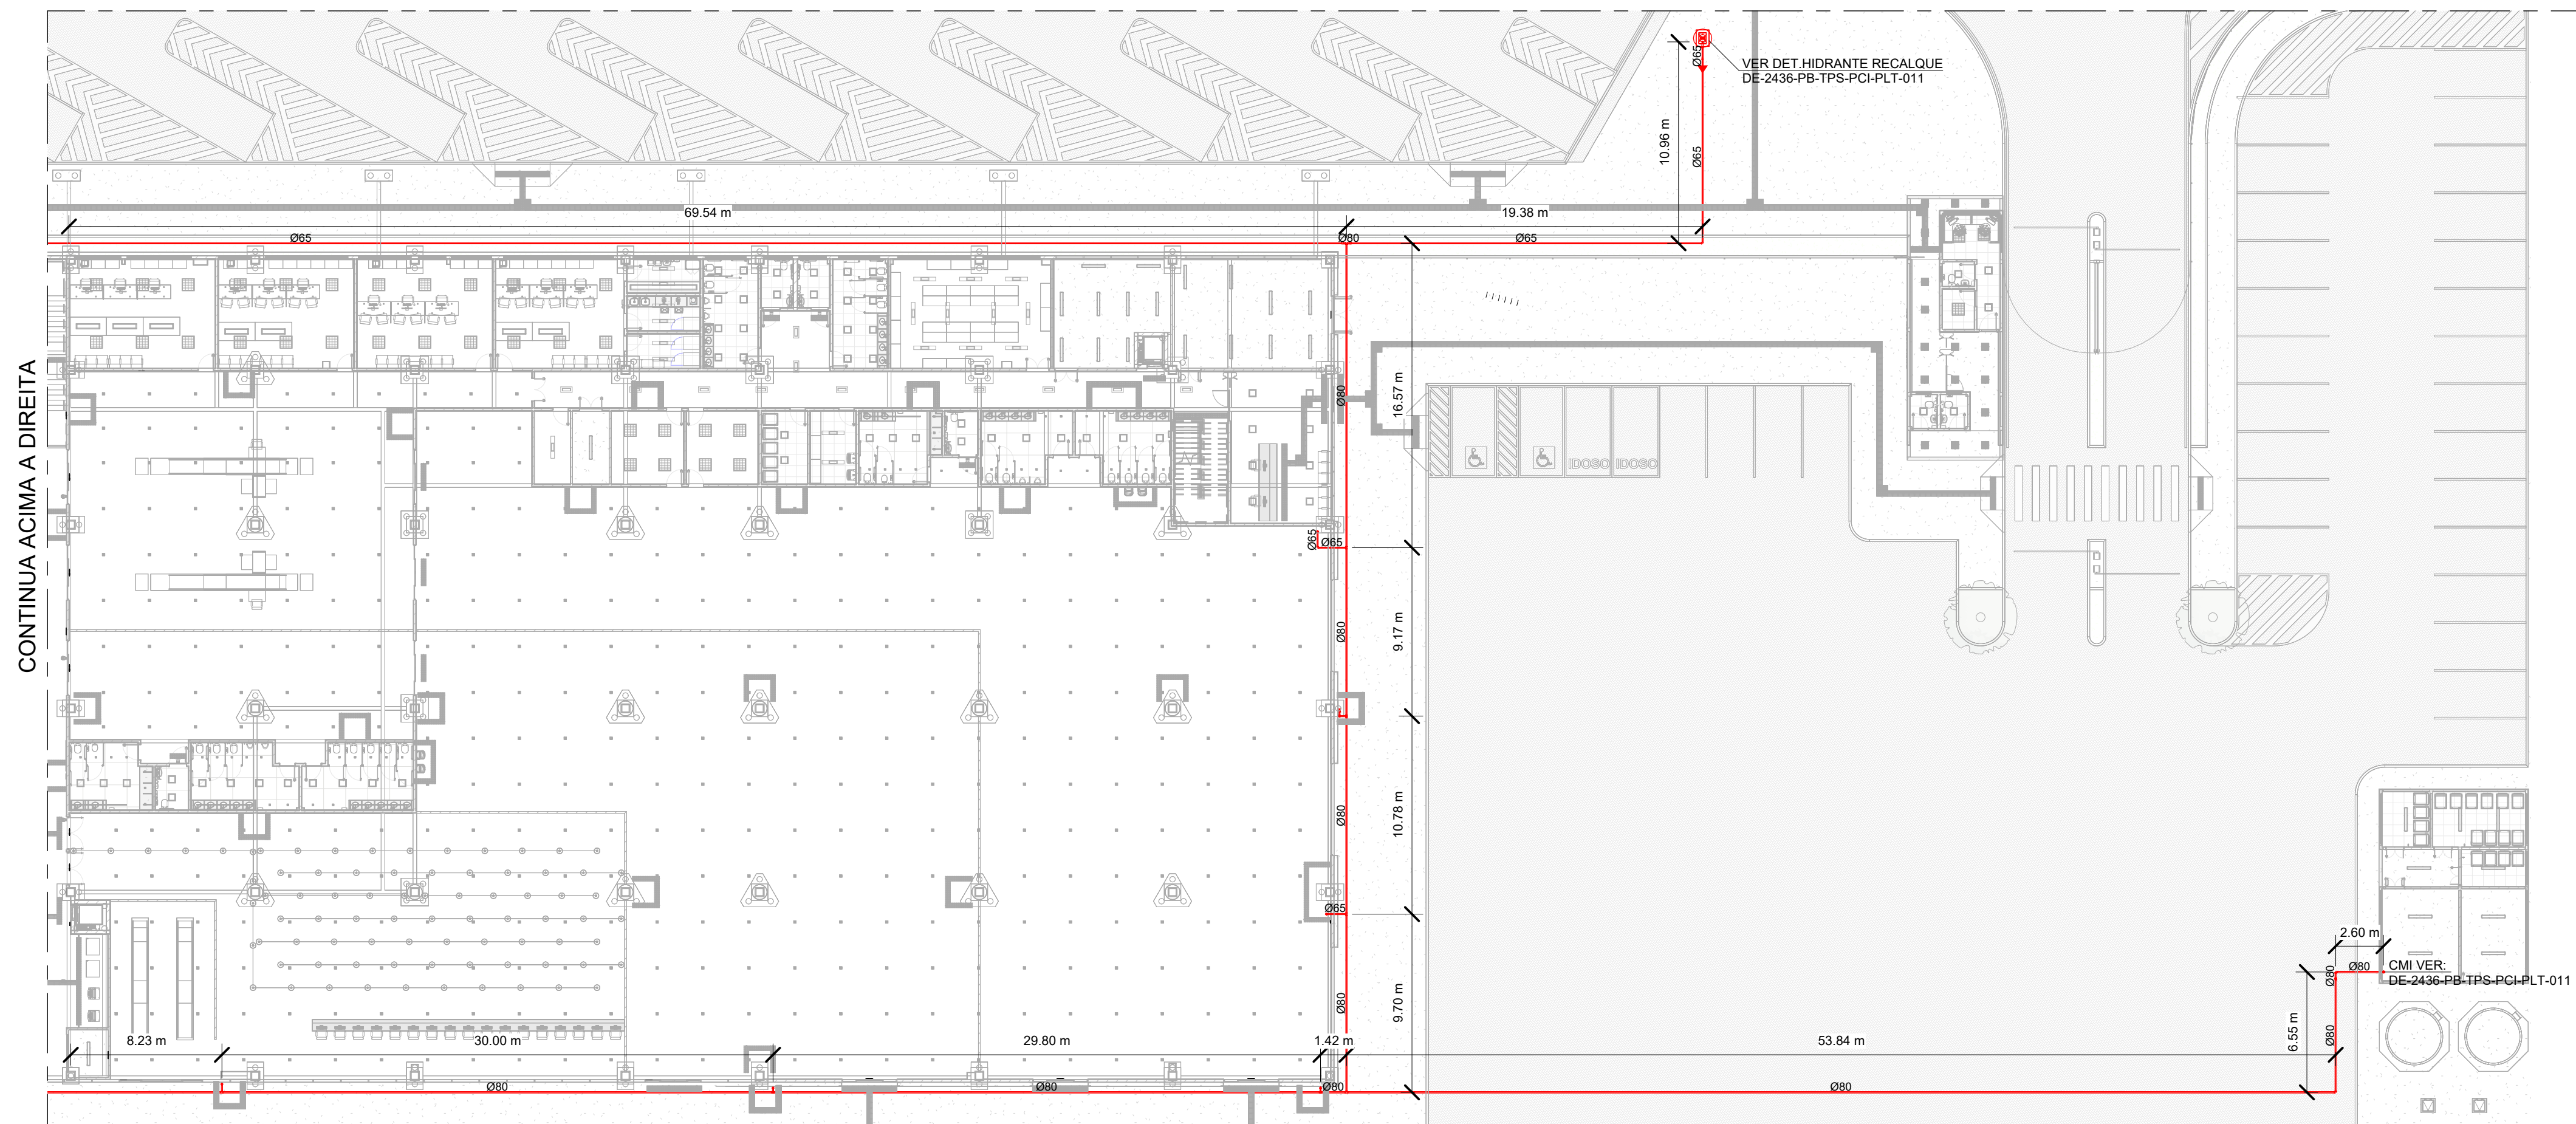 Ø65
VER DET.HIDRANTE RECALQUE
DE-2436-PB-TPS-PCI-PLT-011
10.96 m
Ø65
69.54 m
19.38 m
Ø65
Ø80
Ø65
CONTINUA ACIMA A DIREITA
Ø80
16.57 m
IDOSO
IDOSO
Ø65
Ø65
Ø80
9.17 m
Ø80
10.78 m
Ø65
2.60 m
Ø80
Ø80
CMI VER:
DE-2436-PB-TPS-PCI-PLT-011
Ø80
9.70 m
6.55 m
Ø80
8.23 m
30.00 m
29.80 m
1.42 m
53.84 m
Ø80
Ø80
Ø80
Ø80